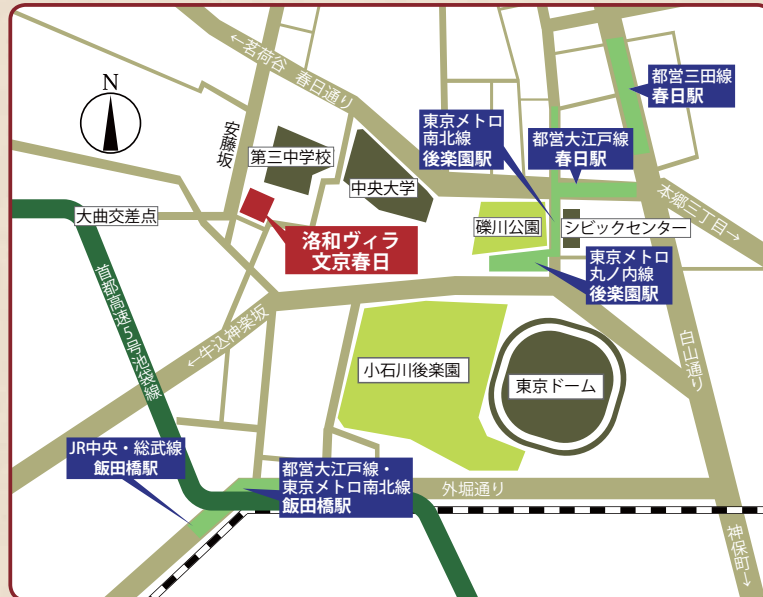 ←茗荷谷 春日通り
都営三田線
春日駅
N
東京メトロ
南北線
後楽園駅
都営大江戸線
春日駅
安藤坂
第三中学校
中央大学
本郷三丁目→
大曲交差点
礫川公園
シビックセンター
洛和ヴィラ
文京春日
東京メトロ
丸ノ内線
後楽園駅
首都高速5号池袋線
←牛込神楽坂
白山通り
小石川後楽園
東京ドーム
JR中央・総武線
飯田橋駅
都営大江戸線・
東京メトロ南北線
飯田橋駅
外堀通り
神保町→